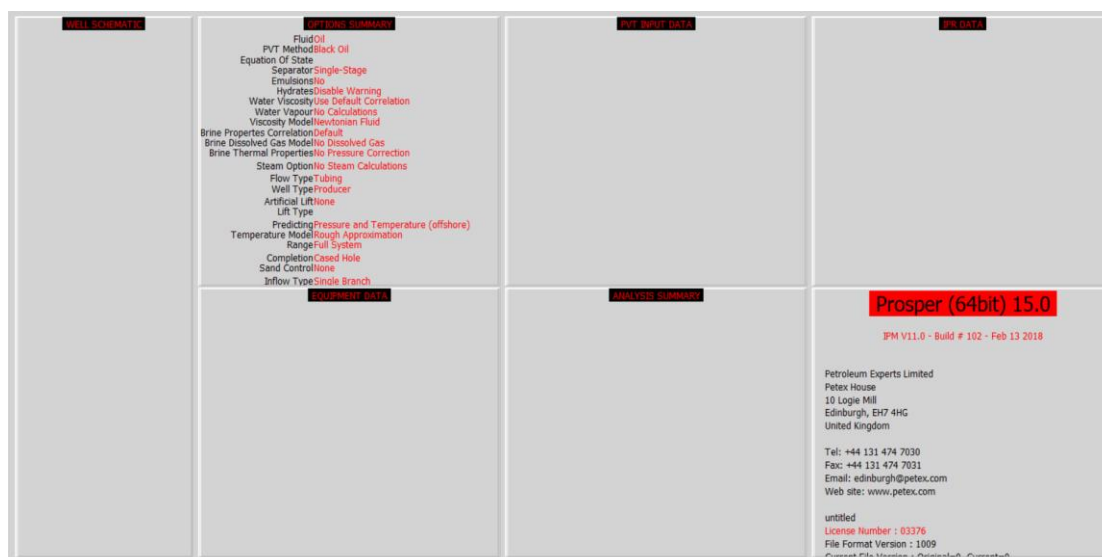 WELL SCHEMATIC
OPTIONS SUMMARY
Fluid Oil
PVT Method Black Oil
Equation Of State
Separator Single-Stage
Emulsions No
Hydrates Disable Warning
Water Viscosity Use Default Correlation
Water Vapour No Calculations
Viscosity Model Newtonian Fluid
Brine Propertes Correlation Default
Brine Dissolved Gas Model No Dissolved Gas
Brine Thermal Properties No Pressure Correction
Steam Option No Steam Calculations
Flow Type Tubing
Well Type Producer
Artificial Lift None
Lift Type
Predicting Pressure and Temperature (offshore)
Temperature Model Rough Approximation
Range Full System
Completion Cased Hole
Sand Control None
Inflow Type Single Branch
PVT INPUT DATA
IPR DATA
EQUIPMENT DATA
ANALYSIS SUMMARY
Prosper (64bit) 15.0
IPM V11.0 - Build # 102 - Feb 13 2018
Petroleum Experts Limited
Petex House
10 Logie Mill
Edinburgh, EH7 4HG
United Kingdom
Tel: +44 131 474 7030
Fax: +44 131 474 7031
Email: edinburgh@petex.com
Web site: www.petex.com
untitled
License Number : 03376
File Format Version : 1009
Current File Version : Original=0, Current=0